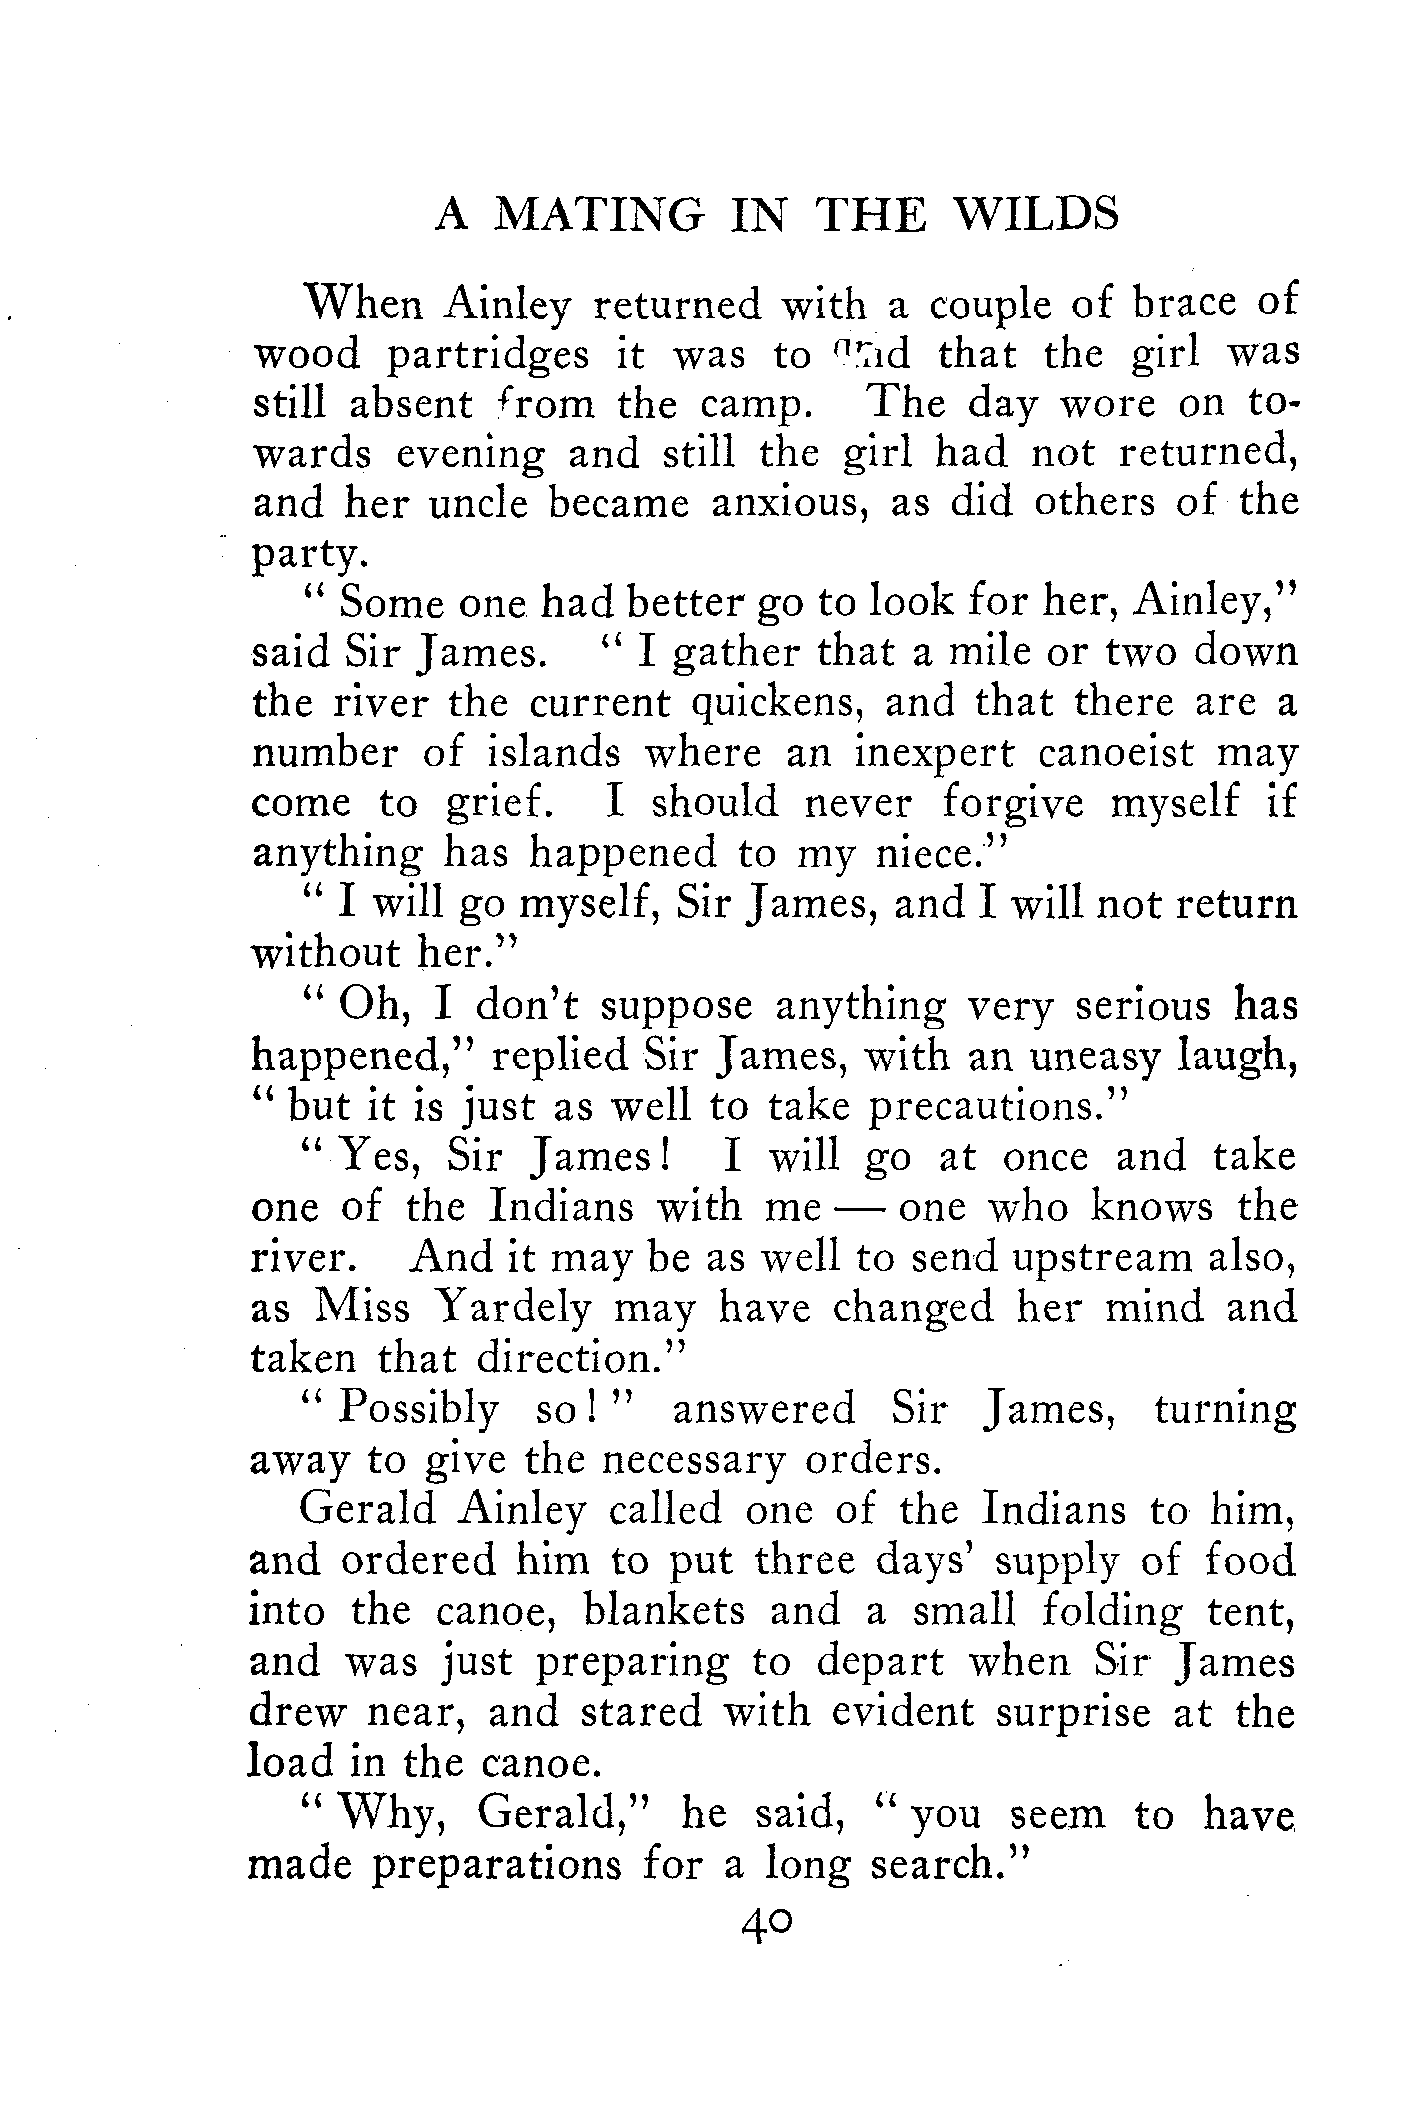 A MATING IN THE WILDS
When Ainley returned with a couple of brace of
wood partridges it was to that the girl was
still absent from the camp. The day wore on to-
wards evening and still the girl had not returned,
and her uncle became anxious, as did others of the
party.
“ Some one had better go to look for her, Ainley,”
said Sir James. “ I gather that a mile or two down
the river the current quickens, and that there are a
number of islands where an inexpert canoeist may
come to grief. I should never forgive myself if
anything has happened to my niece.”
“ I will go myself, Sir James, and I will not return
without her.”
“ Oh, I don’t suppose anything very serious has
happened,” replied Sir James, with an uneasy laugh,
“ but it is just as well to take precautions.”
“ Yes, Sir James! I will go at once and take
one of the Indians with me — one who knows the
river. And it may be as well to send upstream also,
as Miss Yardely may have changed her mind and
taken that direction.”
“ Possibly so! ” answered Sir James, turning
away to give the necessary orders.
Gerald Ainley called one of the Indians to him,
and ordered him to put three days’ supply of food
into the canoe, blankets and a small folding tent,
and was just preparing to depart when Sir James
drew near, and stared with evident surprise at the
load in the canoe.
“ Why, Gerald,” he said, “ you seem to have
made preparations for a long search.”
40